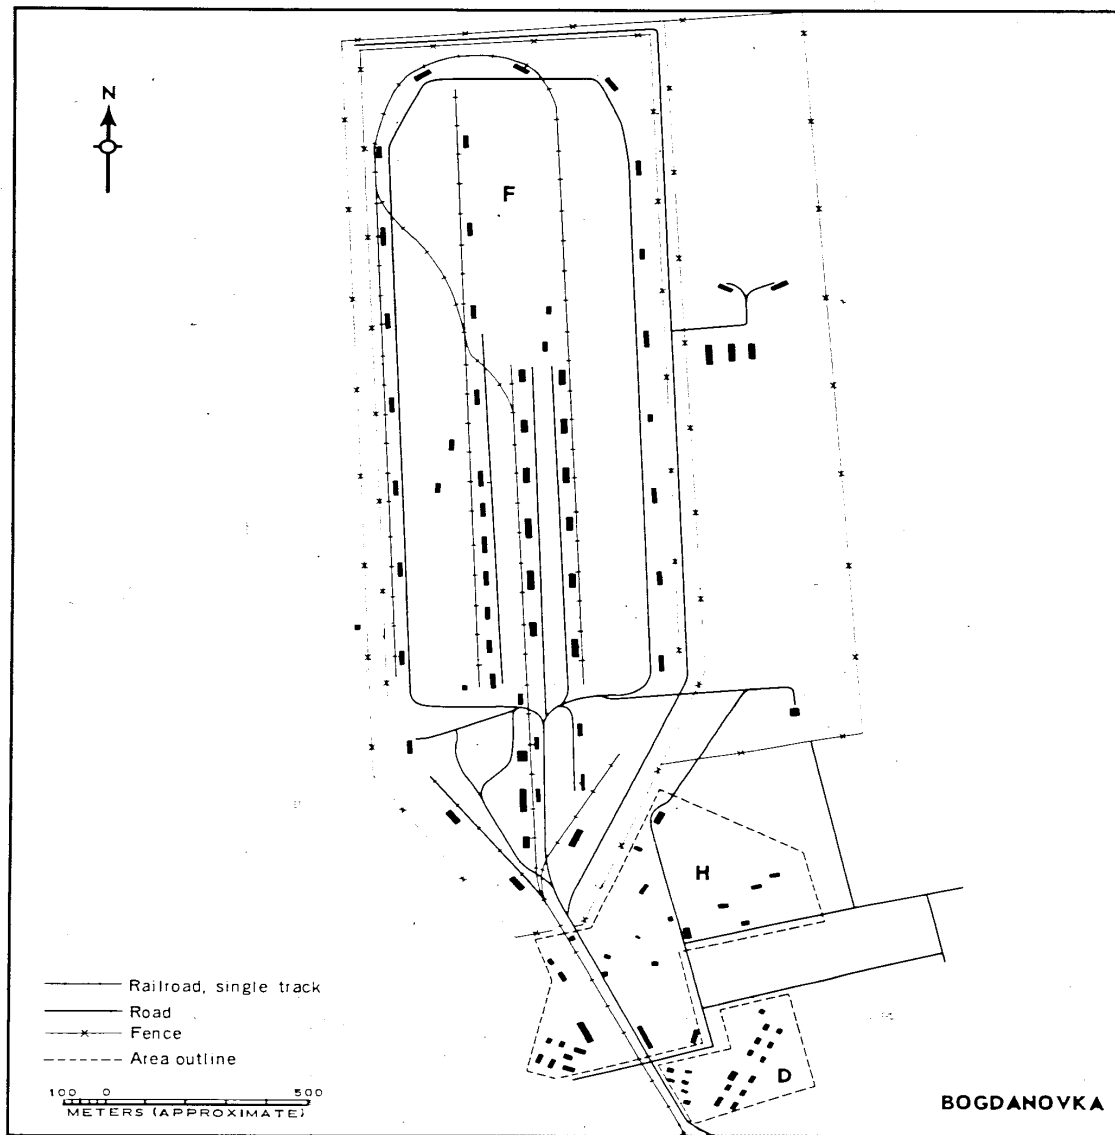 N
F
H
D
Railroad, single track
Road
Fence
Area outline
100 0 500
METERS (APPROXIMATE)
BOGDANOVKA